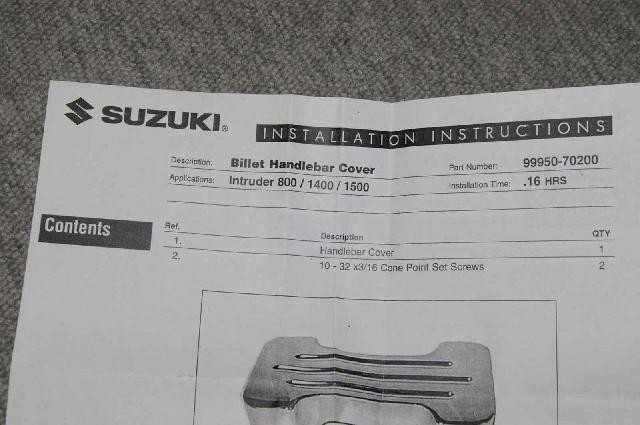 SUZUKI®
INSTALLATION INSTRUCTIONS
Description: Billet Handlebar Cover Part Number: 99950-70200
Applications: Intruder 800 / 1400 / 1500 Installation Time: .16 HRS
Contents
Ref. Description QTY
1. Handlebar Cover 1
2. 10 - 32 x3/16 Cone Point Set Screws 2